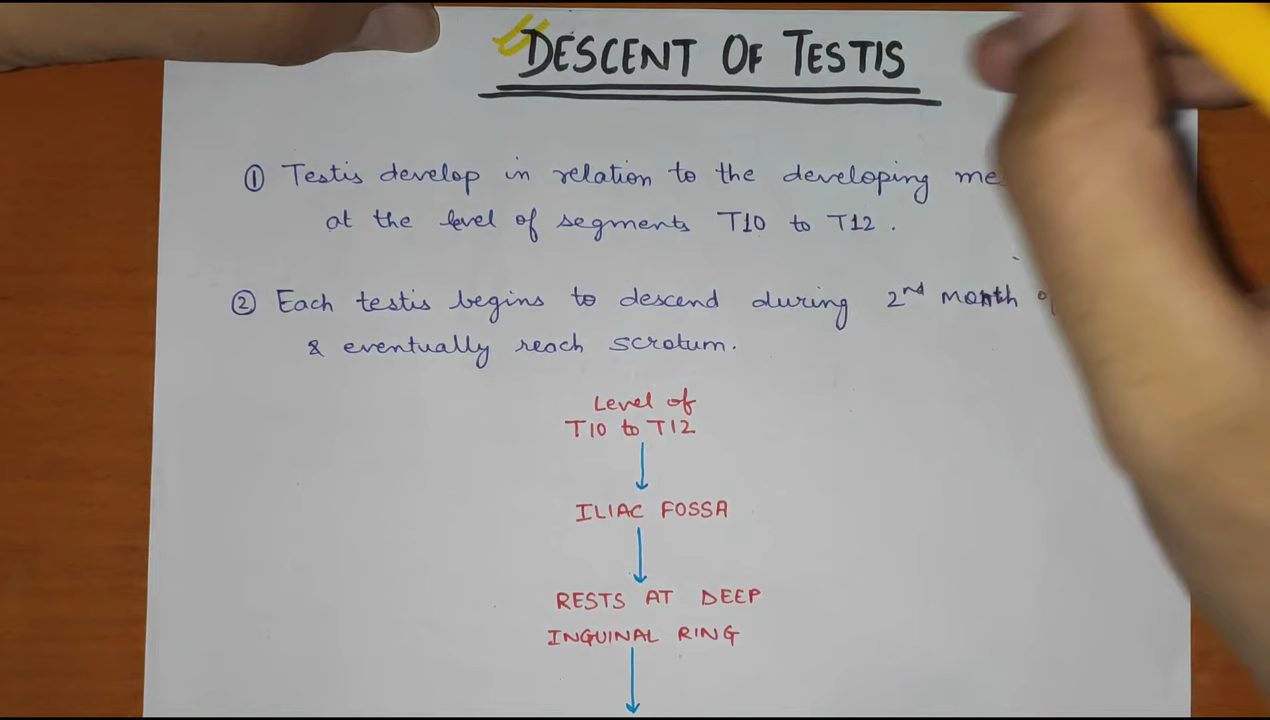 DESCENT OF TESTIS
① Testis develop in relation to the developing
at the level of segments T10 to T12.
② Each testis begins to descend during 2nd month
& eventually reach scrotum.
Level of
T10 to T12
ILIAC FOSSA
RESTS AT DEEP
INGUINAL RING